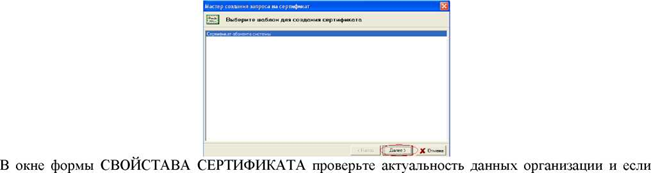 Мастер создания запроса на сертификат
Выберите шаблон для создания сертификата
Сертификат абонента системы
< Назад Далее > Отмена
В окне формы СВОЙСТАВА СЕРТИФИКАТА проверьте актуальность данных организации и если